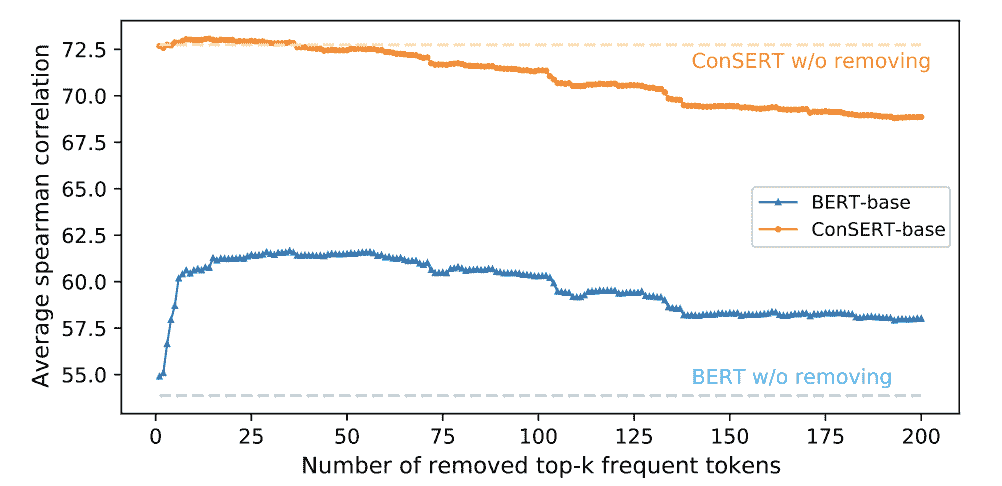 72.5
70.0
67.5
65.0
62.5
60.0
57.5
55.0
Average spearman correlation
ConSERT w/o removing
BERT-base
ConSERT-base
BERT w/o removing
0 25 50 75 100 125 150 175 200
Number of removed top-k frequent tokens